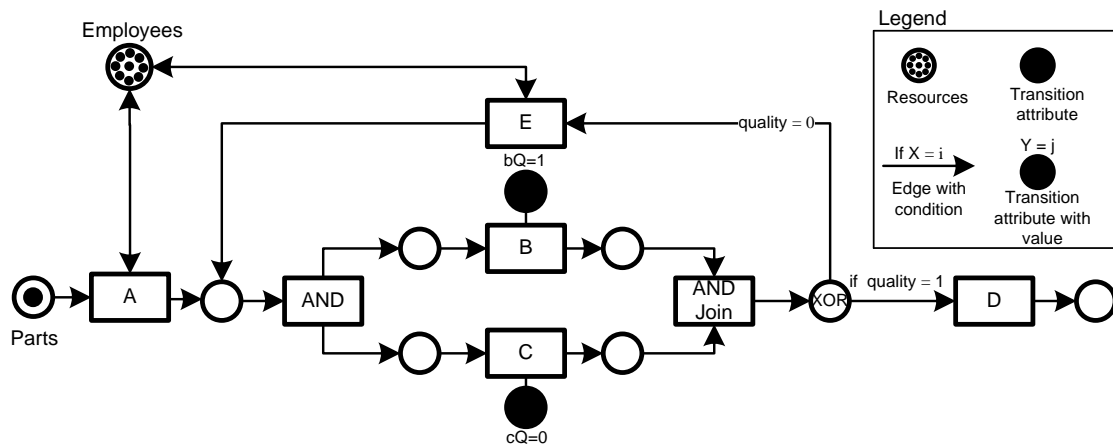 Employees
Legend
Resources
Transition
attribute
If X = i
Edge with
condition
Y = j
Transition
attribute with
value
E
quality = 0
bQ=1
B
A
Parts
AND
AND
Join
XOR
if quality = 1
D
C
cQ=0